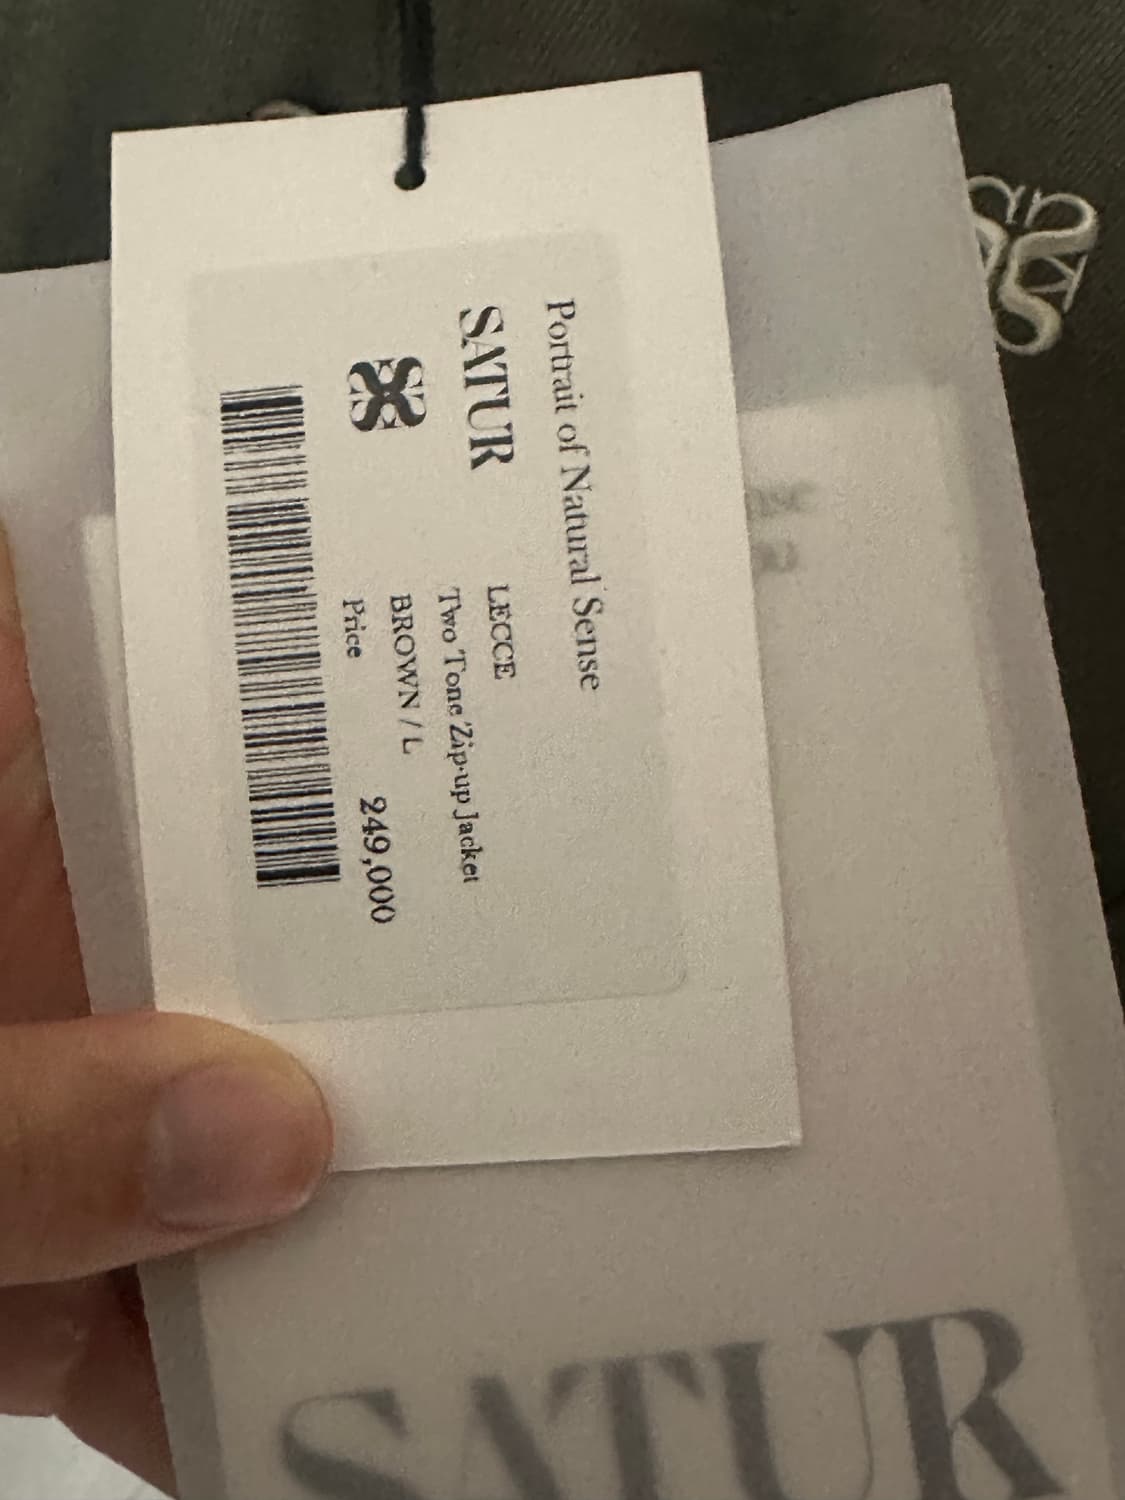 Portrait of Natural Sense
SATUR
LECCE
Two Tone Zip-up Jacket
BROWN / L
Price 249,000
SATUR